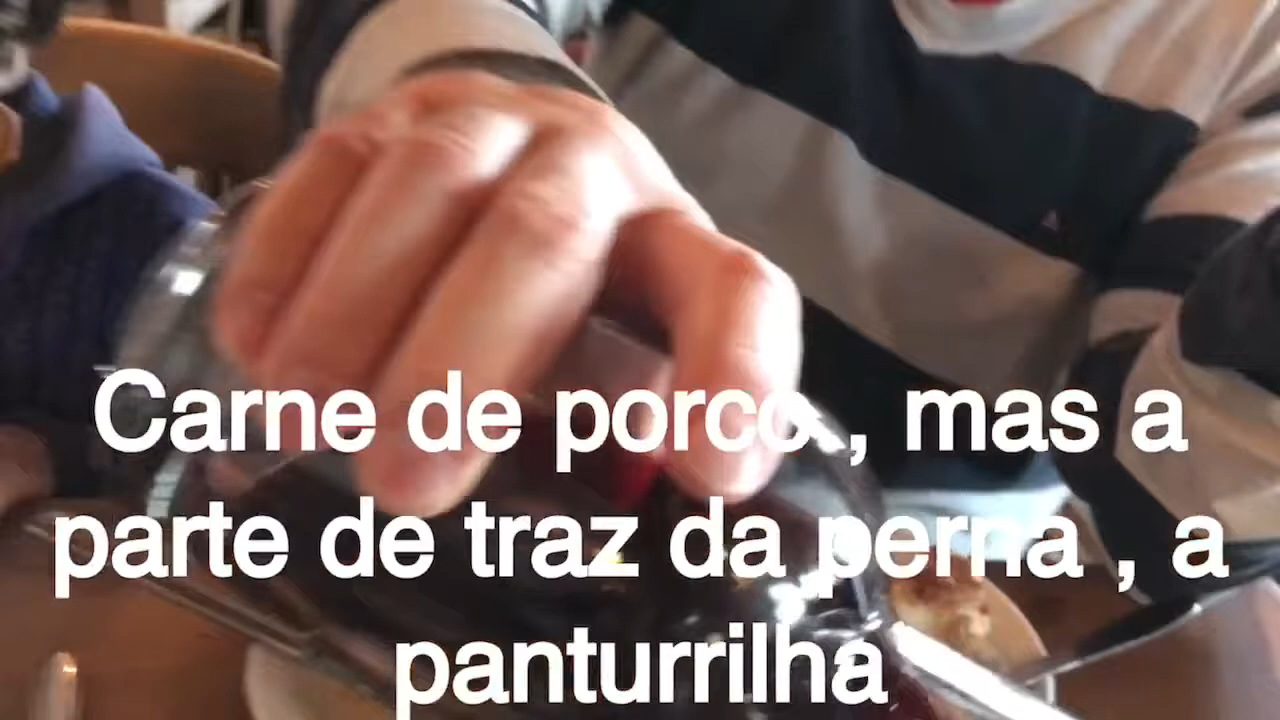 Carne de porco , mas a
parte de traz da perna , a
panturrilha